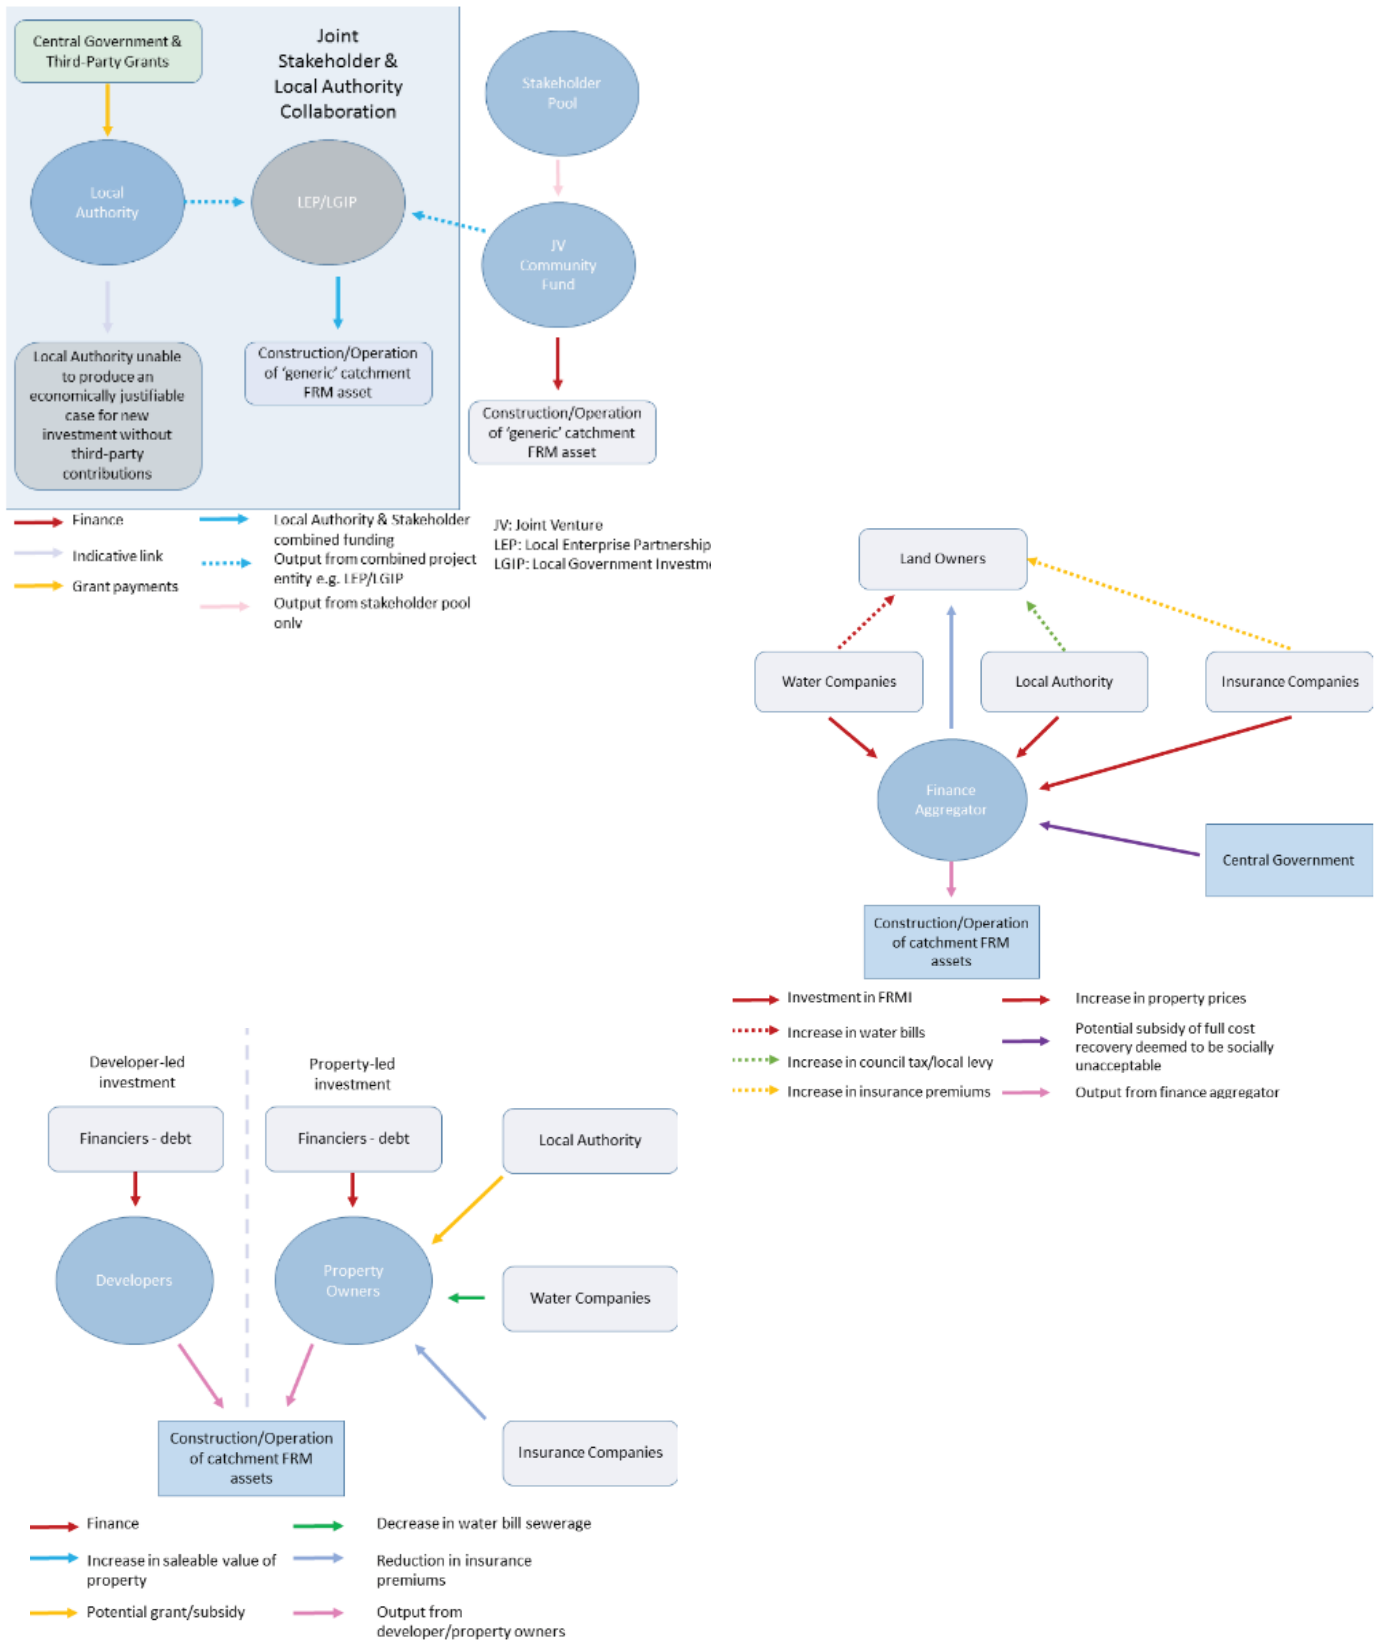 Central Government &
Third-Party Grants
Joint
Stakeholder &
Local Authority
Collaboration
Stakeholder
Pool
Local
Authority
LEP/LGIP
JV
Community
Fund
Local Authority unable
to produce an
economically justifiable
case for new
investment without
third-party
contributions
Construction/Operation
of 'generic' catchment
FRM asset
Construction/Operation
of 'generic' catchment
FRM asset
Finance
Indicative link
Grant payments
Local Authority & Stakeholder
combined funding
Output from combined project
entity e.g. LEP/LGIP
Output from stakeholder pool
only
JV: Joint Venture
LEP: Local Enterprise Partnership
LGIP: Local Government Investm
Land Owners
Water Companies
Local Authority
Insurance Companies
Finance
Aggregator
Central Government
Construction/Operation
of catchment FRM
assets
Investment in FRMI
Increase in water bills
Increase in council tax/local levy
Increase in insurance premiums
Increase in property prices
Potential subsidy of full cost
recovery deemed to be socially
unacceptable
Output from finance aggregator
Developer-led
investment
Property-led
investment
Financiers - debt
Financiers - debt
Local Authority
Developers
Property
Owners
Water Companies
Insurance Companies
Construction/Operation
of catchment FRM
assets
Finance
Increase in saleable value of
property
Potential grant/subsidy
Decrease in water bill sewerage
Reduction in insurance
premiums
Output from
developer/property owners